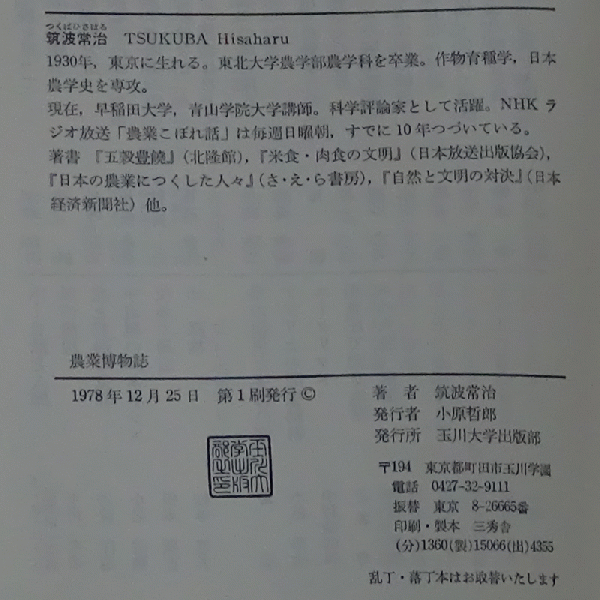 つくばひさはる
筑波常治 TSUKUBA Hisaharu
1930年，東京に生れる。東北大学農学部農学科を卒業。作物育種学，日本
農学史を専攻。
現在，早稲田大学，青山学院大学講師。科学評論家として活躍。NHKラ
ジオ放送「農業こぼれ話」は毎週日曜朝，すでに10年つづいている。
著書 『五穀豊饒』(北隆館)，『米食・肉食の文明』(日本放送出版協会)，
『日本の農業につくした人々』(さ・え・ら書房)，『自然と文明の対決』(日本
経済新聞社) 他。
農業博物誌
1978年12月25日 第1刷発行 ©
著者 筑波常治
発行者 小原哲郎
発行所 玉川大学出版部
〒194 東京都町田市玉川学園
電話 0427-32-9111
振替 東京 8-26665番
印刷・製本 三秀舎
(分)1360(製)15066(出)4355
乱丁・落丁本はお取替いたします